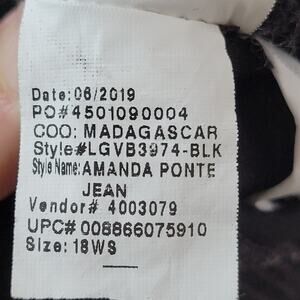 Date:06/2019
PO#4501090004
COO: MADAGASCAR
Style#LGVB3974-BLK
Style Name:AMANDA PONTE
JEAN
Vendor# 4003079
UPC# 008866075910
Size: 18WS